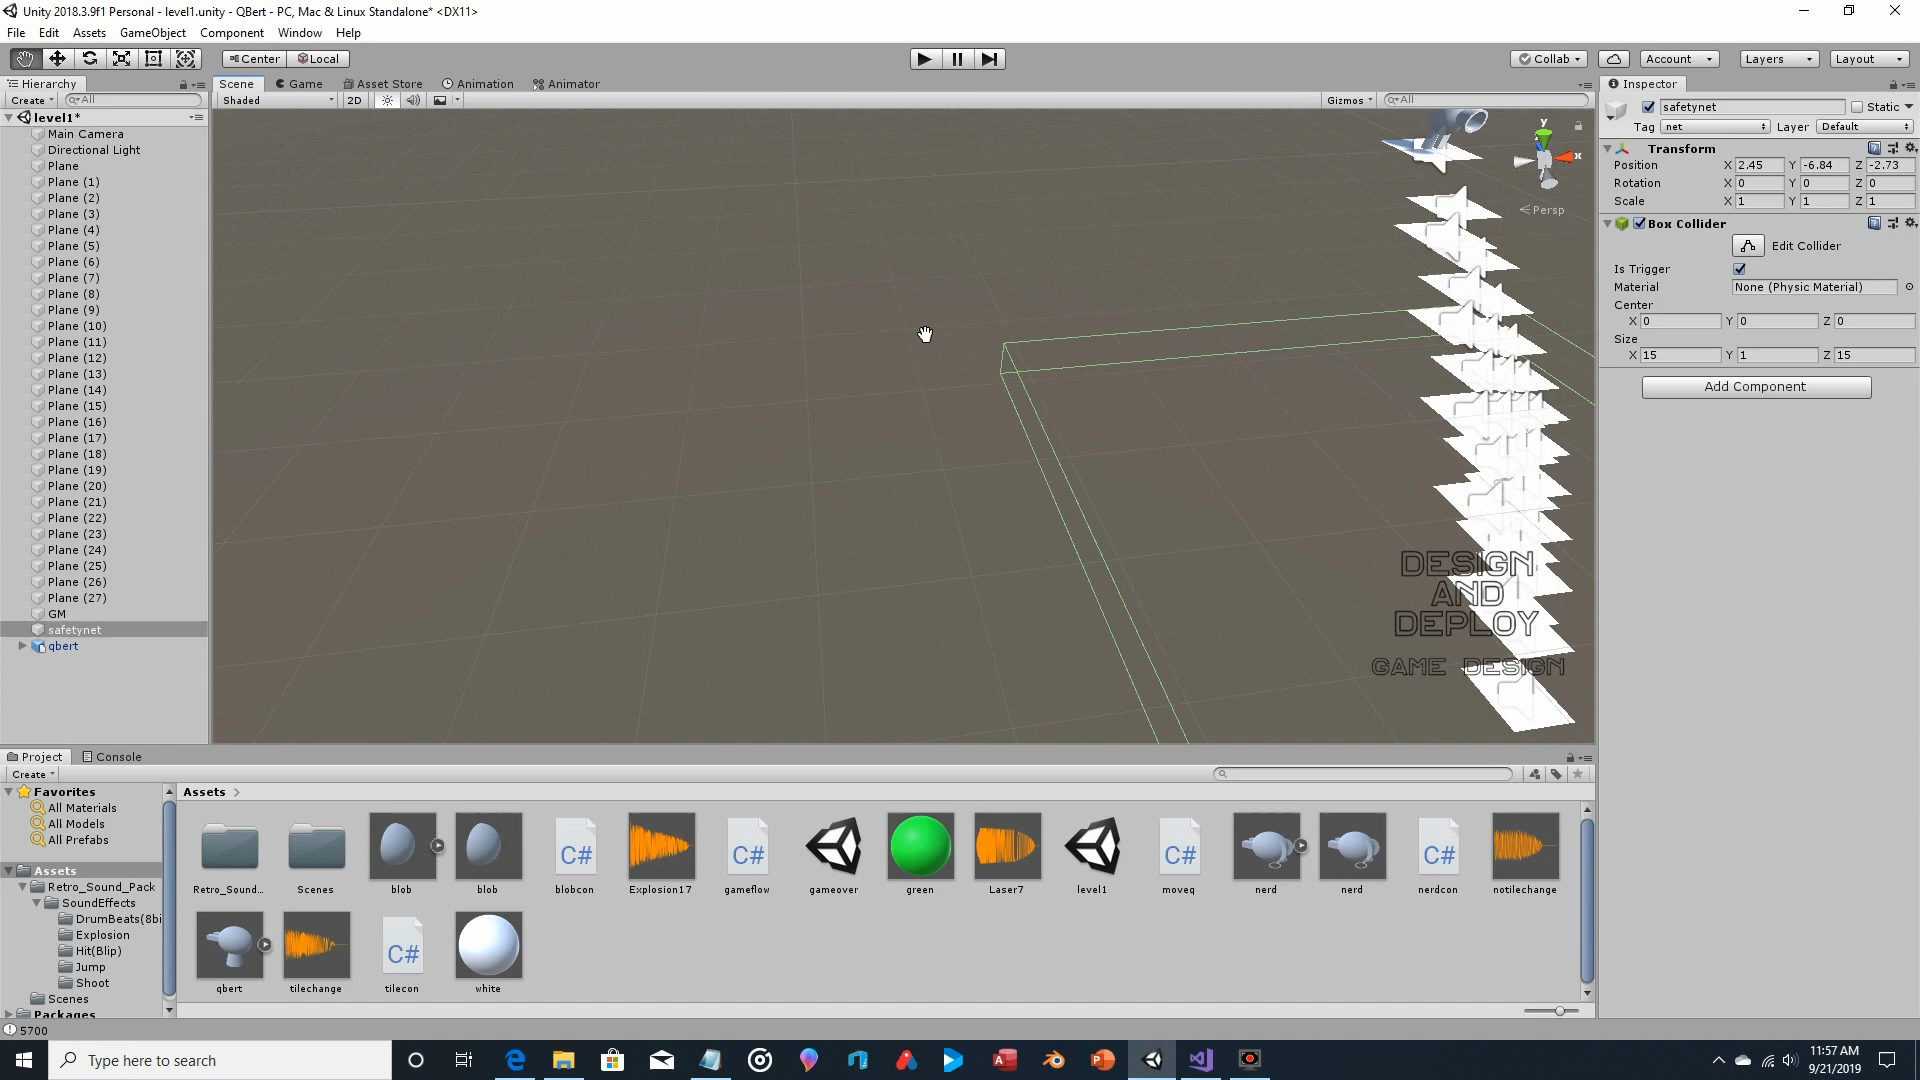 Unity 2018.3.9f1 Personal - level1.unity - QBert - PC, Mac & Linux Standalone* <DX11>
File Edit Assets GameObject Component Window Help
Center Local Collab Account Layers Layout
Hierarchy Scene Game Asset Store Animation Animator Inspector
Create All Shaded 2D Gizmos All safetynet Static
level1*
Tag net Layer Default
Main Camera
Directional Light
Plane
Plane (1)
Plane (2)
Plane (3)
Plane (4)
Plane (5)
Plane (6)
Plane (7)
Plane (8)
Plane (9)
Plane (10)
Plane (11)
Plane (12)
Plane (13)
Plane (14)
Plane (15)
Plane (16)
Plane (17)
Plane (18)
Plane (19)
Plane (20)
Plane (21)
Plane (22)
Plane (23)
Plane (24)
Plane (25)
Plane (26)
Plane (27)
GM
safetynet
qbert
y
x
Persp
DESIGN
AND
DEPLOY
GAME DESIGN
Transform
Position X 2.45 Y -6.84 Z -2.73
Rotation X 0 Y 0 Z 0
Scale X 1 Y 1 Z 1
Box Collider
Edit Collider
Is Trigger
Material None (Physic Material)
Center
X 0 Y 0 Z 0
Size
X 15 Y 1 Z 15
Add Component
Project Console
Create
Favorites
All Materials
All Models
All Prefabs
Assets
Retro_Sound_Pack
SoundEffects
DrumBeats(8bi
Explosion
Hit(Blip)
Jump
Shoot
Scenes
Packages
Assets
C# C# C# C#
Retro_Sound... Scenes blob blob blobcon Explosion17 gameflow gameover green Laser7 level1 moveq nerd nerd nerdcon notilechange
C#
qbert tilechange tilecon white
5700
Type here to search
11:57 AM
9/21/2019